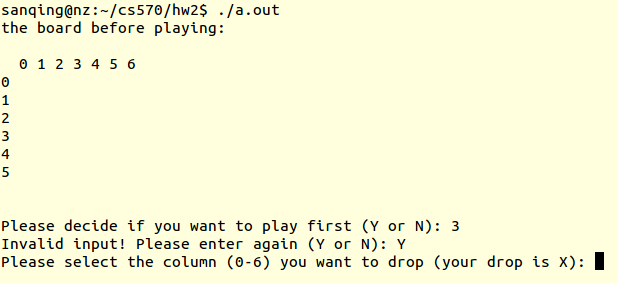 sanqing@nz:~/cs570/hw2$ ./a.out
the board before playing:
0 1 2 3 4 5 6
0
1
2
3
4
5
Please decide if you want to play first (Y or N): 3
Invalid input! Please enter again (Y or N): Y
Please select the column (0-6) you want to drop (your drop is X):